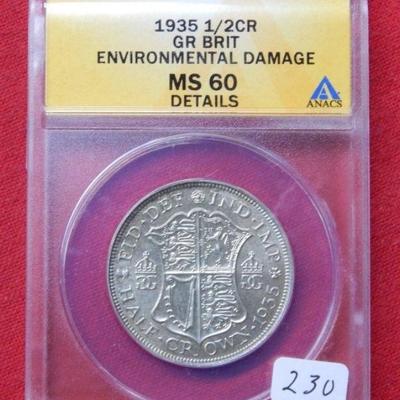 1935 1/2CR
GR BRIT
ENVIRONMENTAL DAMAGE
MS 60
DETAILS
ANACS
FID·DEF IND·IMP
HALF·CROWN·1935
230